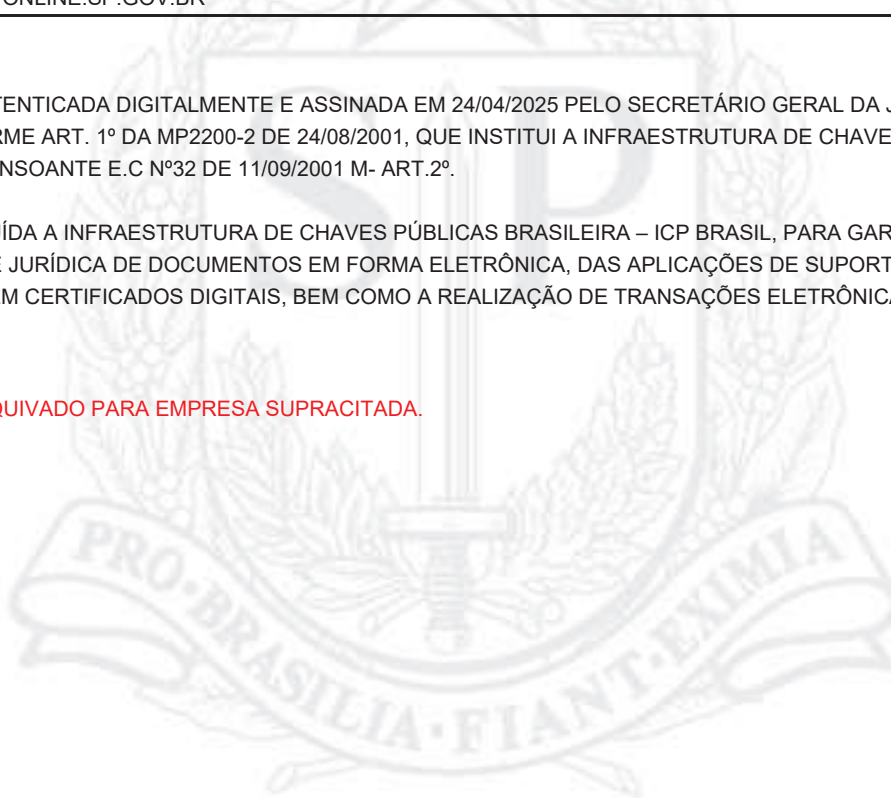 ONLINE.SP.GOV.BR
TENTICADA DIGITALMENTE E ASSINADA EM 24/04/2025 PELO SECRETÁRIO GERAL DA J
RME ART. 1º DA MP2200-2 DE 24/08/2001, QUE INSTITUI A INFRAESTRUTURA DE CHAVE
NSOANTE E.C Nº32 DE 11/09/2001 M- ART.2º.
ÍDA A INFRAESTRUTURA DE CHAVES PÚBLICAS BRASILEIRA – ICP BRASIL, PARA GAR
E JURÍDICA DE DOCUMENTOS EM FORMA ELETRÔNICA, DAS APLICAÇÕES DE SUPORT
EM CERTIFICADOS DIGITAIS, BEM COMO A REALIZAÇÃO DE TRANSAÇÕES ELETRÔNICA
QUIVADO PARA EMPRESA SUPRACITADA.
SP
PRO·BRASILIA·FIANT·EXIMIA